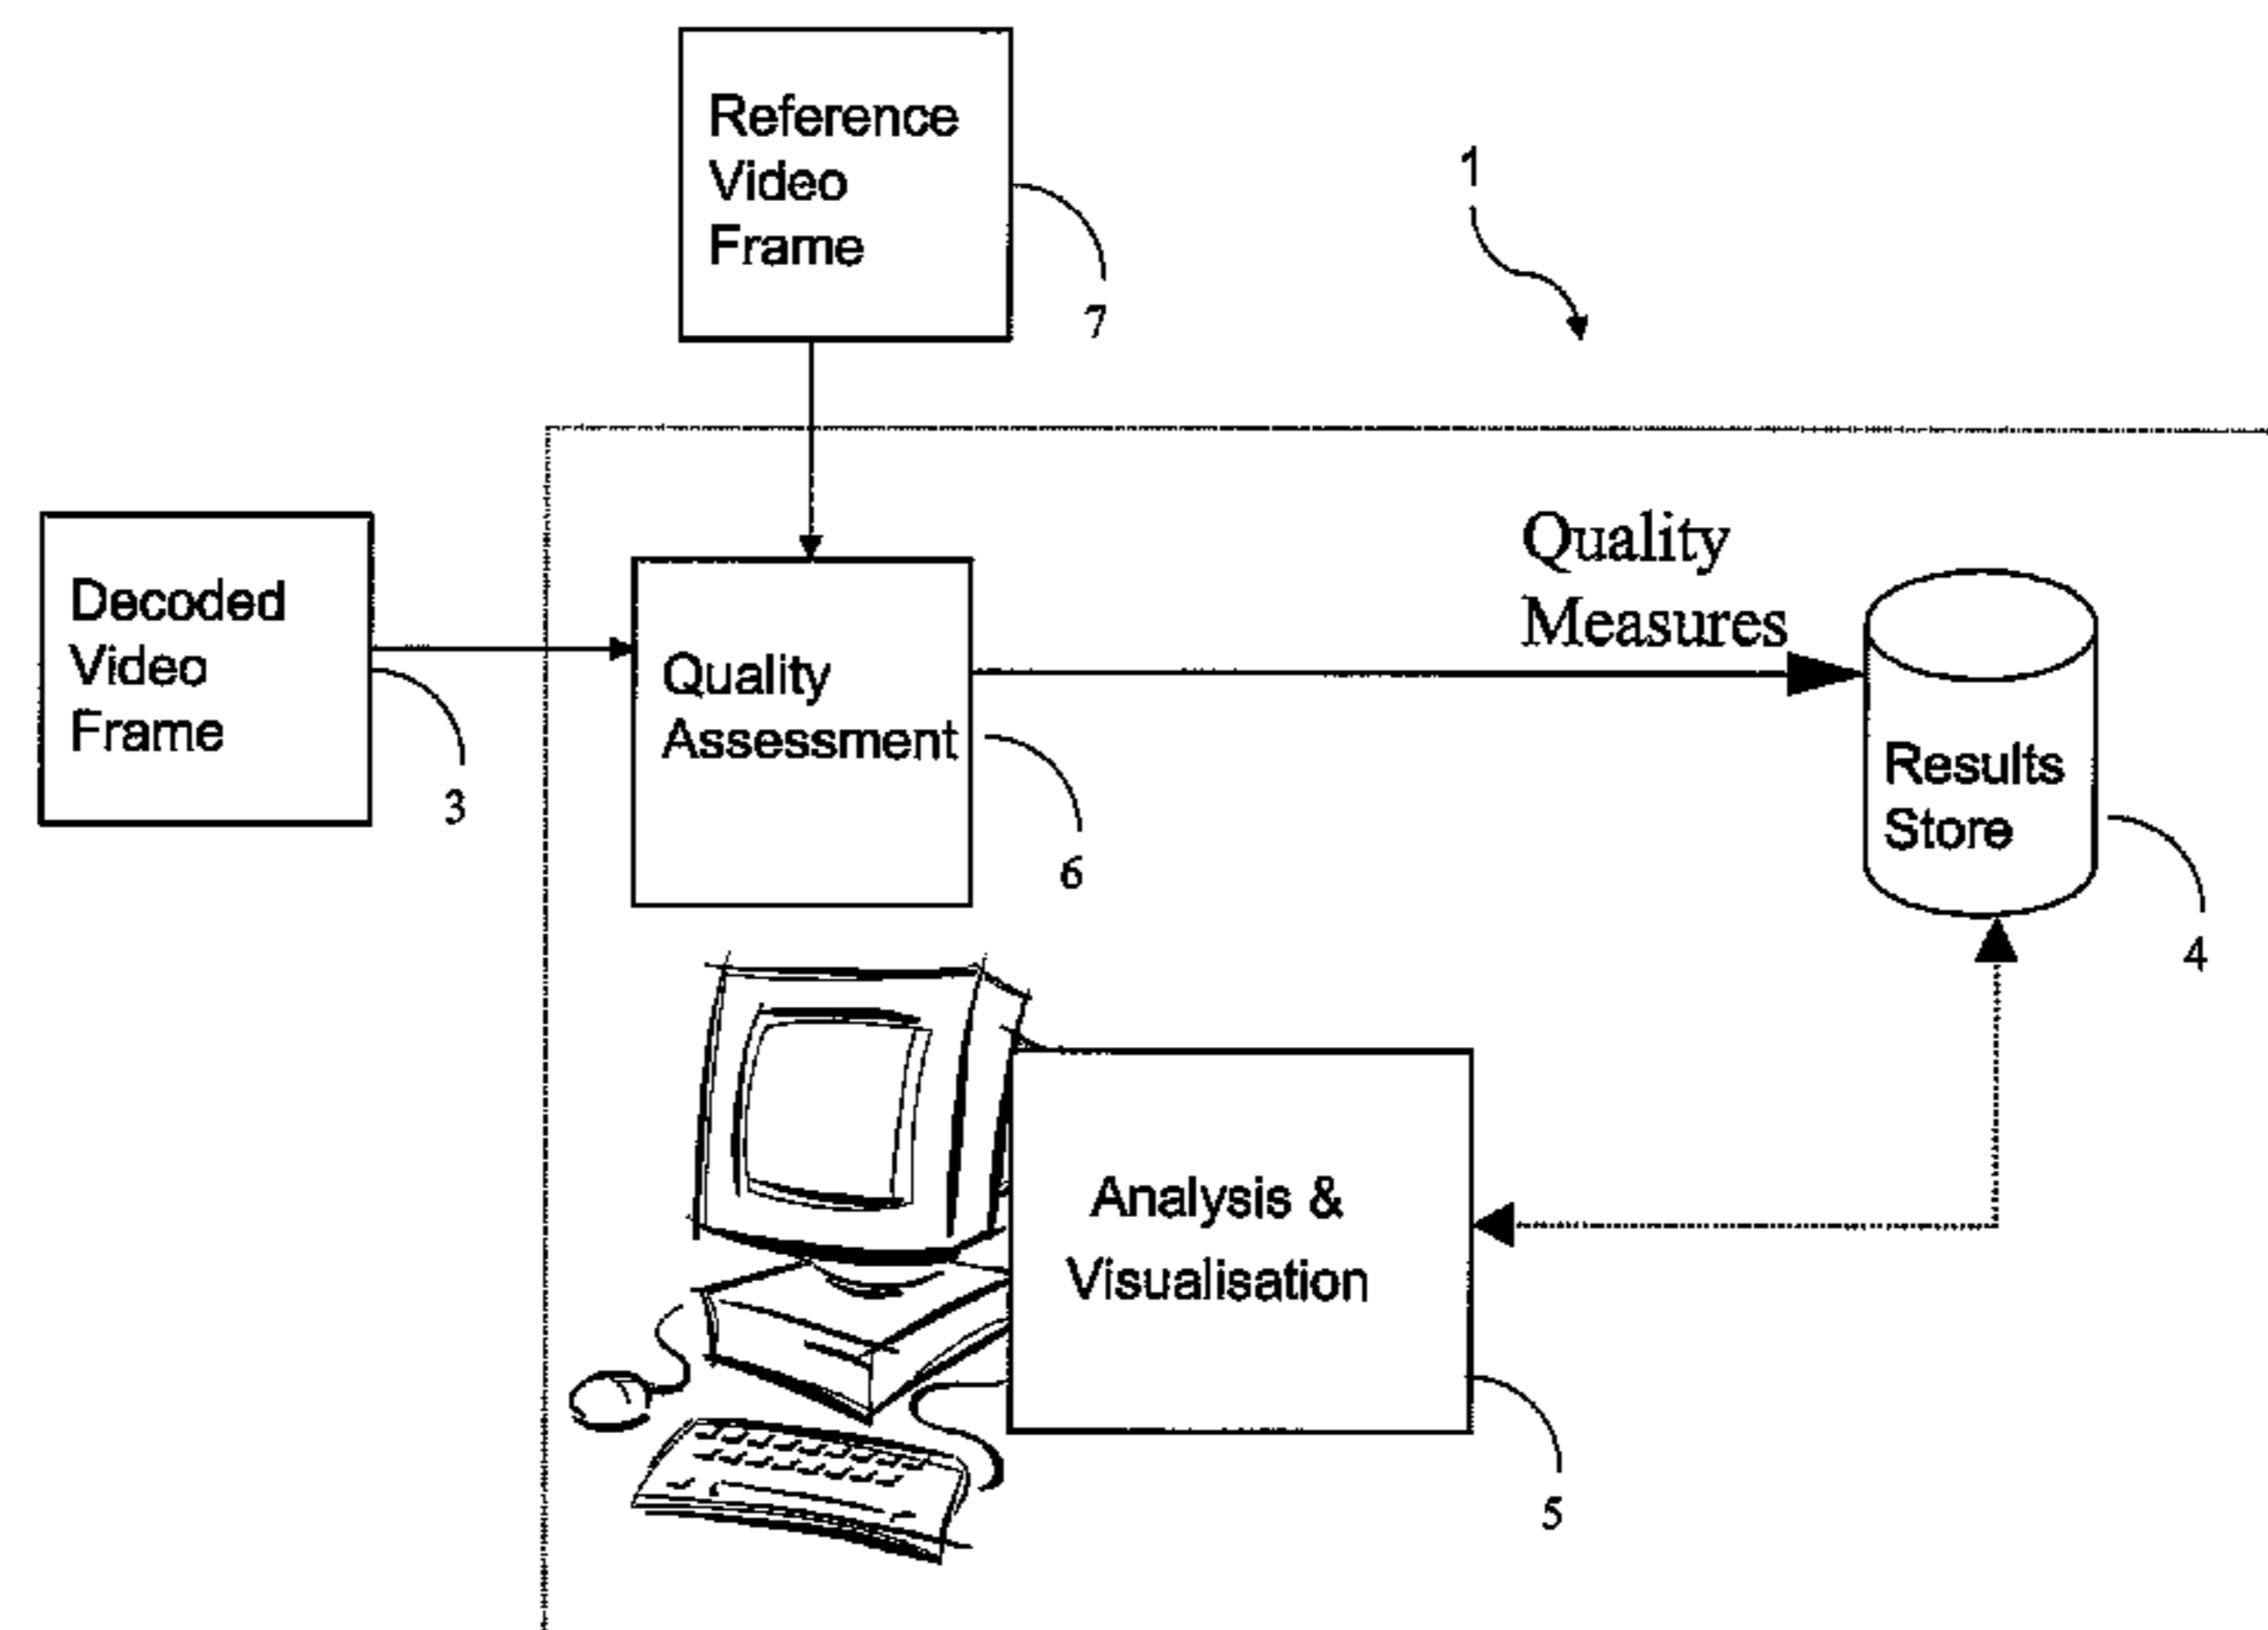 Reference
Video
Frame
7
1
Decoded
Video
Frame
3
Quality
Assessment
6
Quality
Measures
Results
Store
4
Analysis &
Visualisation
5